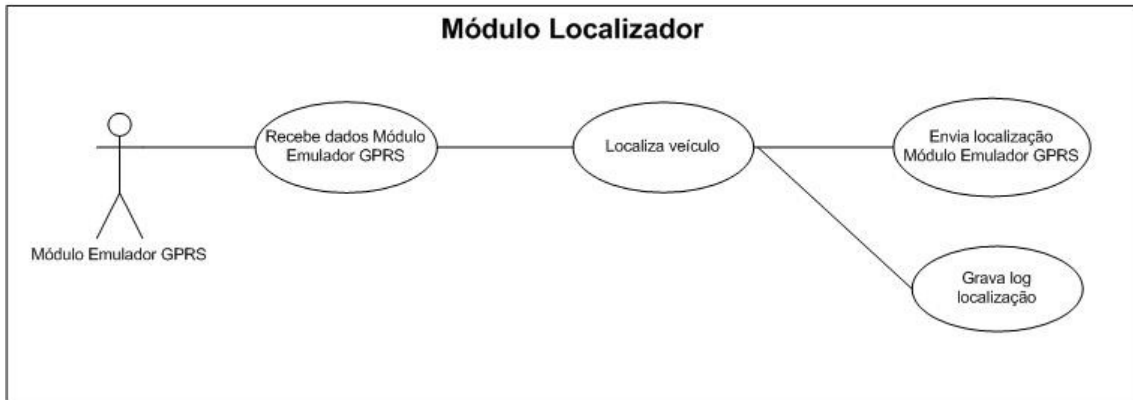 Módulo Localizador
Recebe dados Módulo
Emulador GPRS
Localiza veículo
Envia localização
Módulo Emulador GPRS
Módulo Emulador GPRS
Grava log
localização